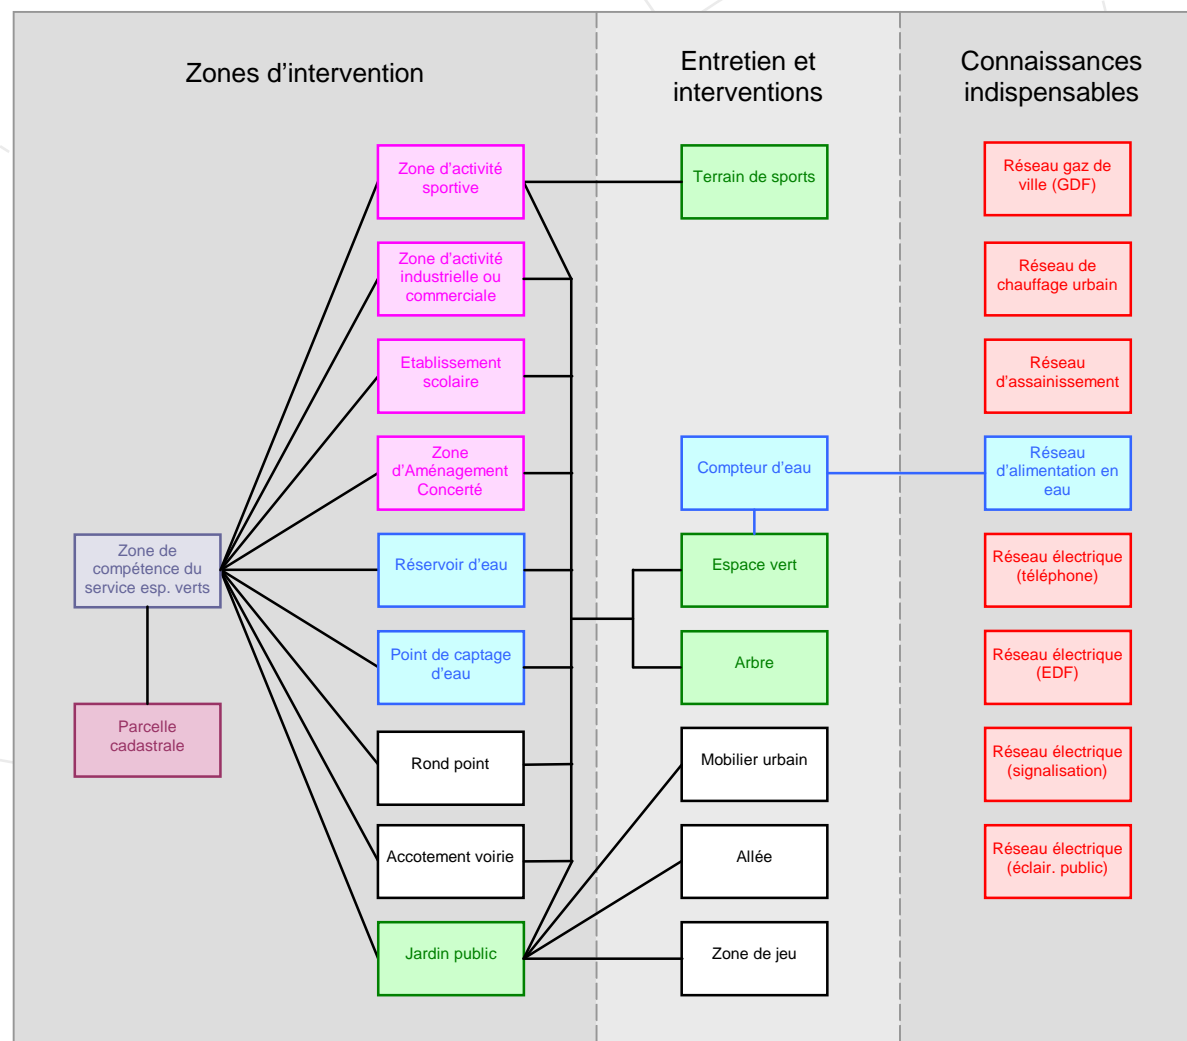 Zones d'intervention
Entretien et
interventions
Connaissances
indispensables
Zone de
compétence du
service esp. verts
Parcelle
cadastrale
Zone d'activité
sportive
Zone d'activité
industrielle ou
commerciale
Etablissement
scolaire
Zone
d'Aménagement
Concerté
Réservoir d'eau
Point de captage
d'eau
Rond point
Accotement voirie
Jardin public
Terrain de sports
Compteur d'eau
Espace vert
Arbre
Mobilier urbain
Allée
Zone de jeu
Réseau gaz de
ville (GDF)
Réseau de
chauffage urbain
Réseau
d'assainissement
Réseau
d'alimentation en
eau
Réseau électrique
(téléphone)
Réseau électrique
(EDF)
Réseau électrique
(signalisation)
Réseau électrique
(éclair. public)